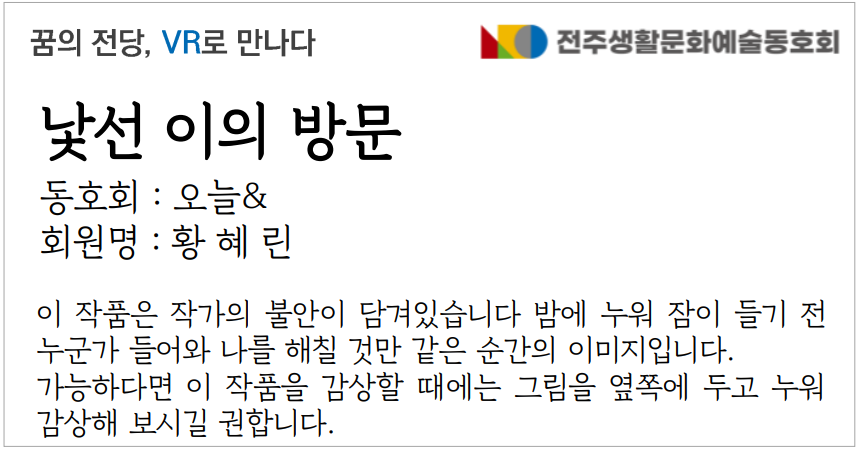 꿈의 전당, VR로 만나다
전주생활문화예술동호회
낯선 이의 방문
동호회 : 오늘&
회원명 : 황 혜 린
이 작품은 작가의 불안이 담겨있습니다 밤에 누워 잠이 들기 전
누군가 들어와 나를 해칠 것만 같은 순간의 이미지입니다.
가능하다면 이 작품을 감상할 때에는 그림을 옆쪽에 두고 누워
감상해 보시길 권합니다.